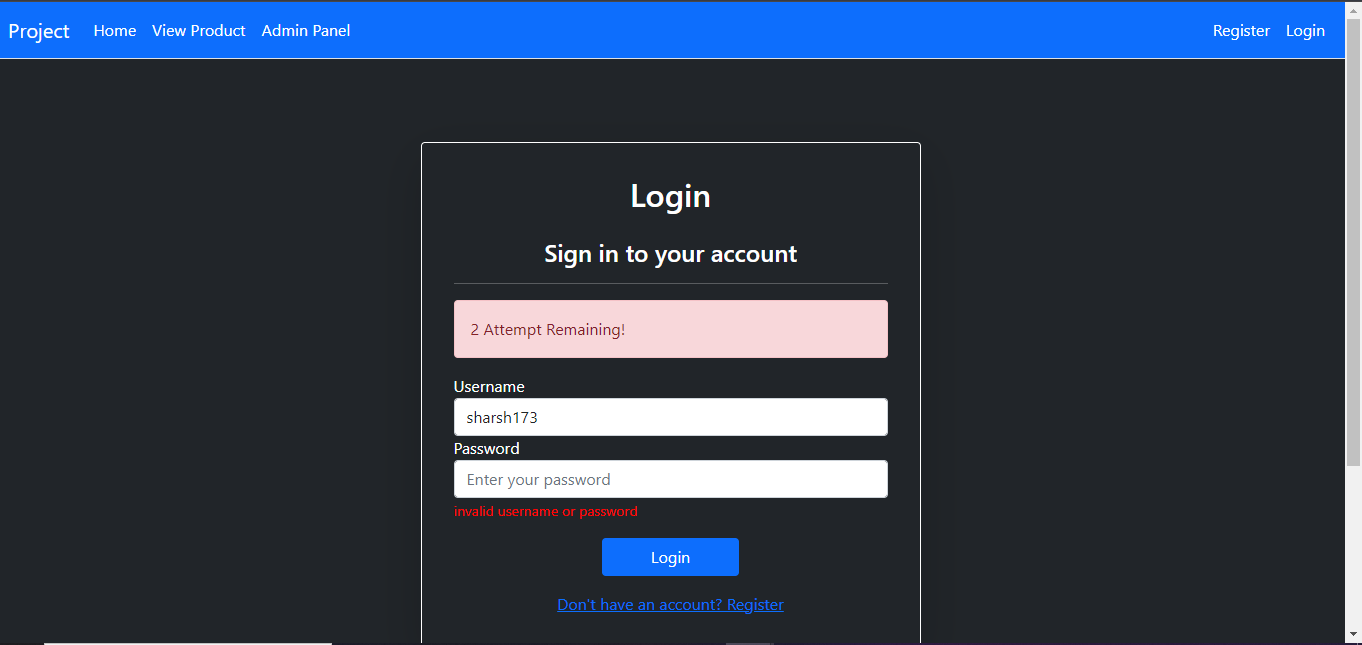 Project Home View Product Admin Panel Register Login
Login
Sign in to your account
2 Attempt Remaining!
Username
sharsh173
Password
Enter your password
invalid username or password
Login
Don't have an account? Register